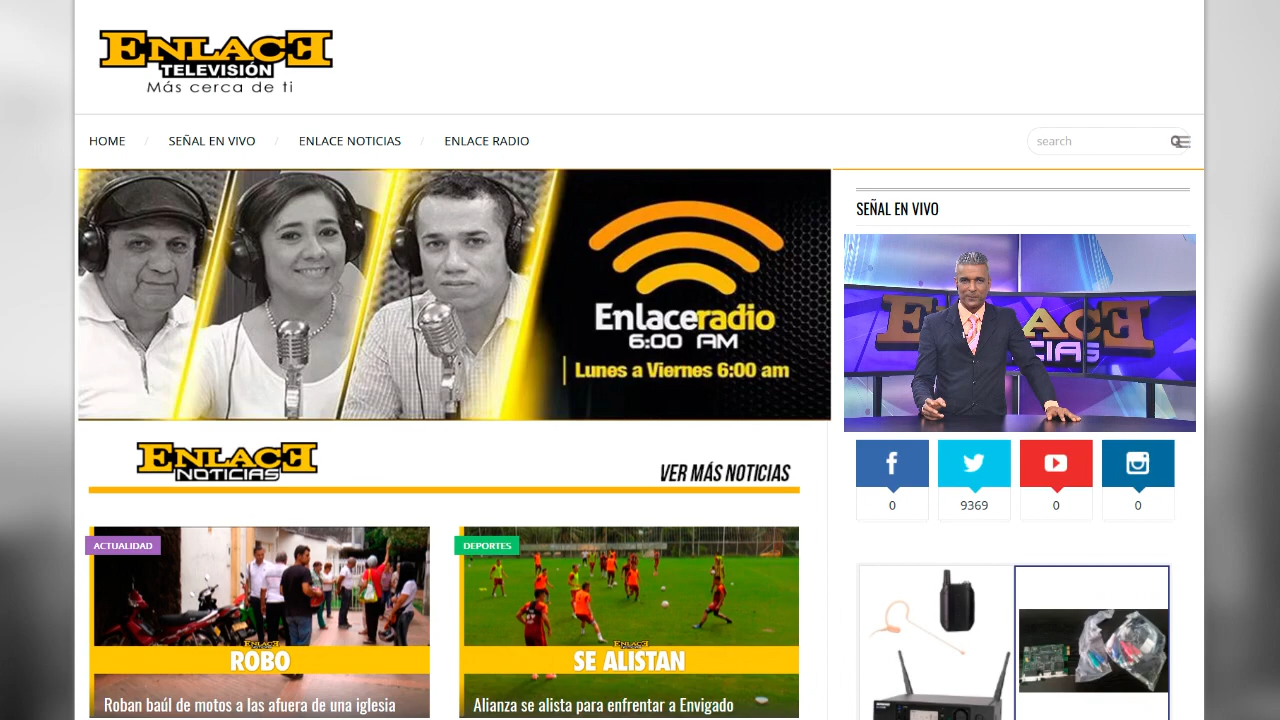 ENLACE
TELEVISIÓN
Más cerca de ti
HOME / SEÑAL EN VIVO / ENLACE NOTICIAS / ENLACE RADIO
search
Enlaceradio
6:00 AM
Lunes a Viernes 6:00 am
SEÑAL EN VIVO
ENLACE
CIAS
0
9369
0
0
ENLACE
NOTICIAS
VER MÁS NOTICIAS
ACTUALIDAD
ENLACE
ROBO
Roban baúl de motos a las afuera de una iglesia
DEPORTES
ENLACE
SE ALISTAN
Alianza se alista para enfrentar a Envigado